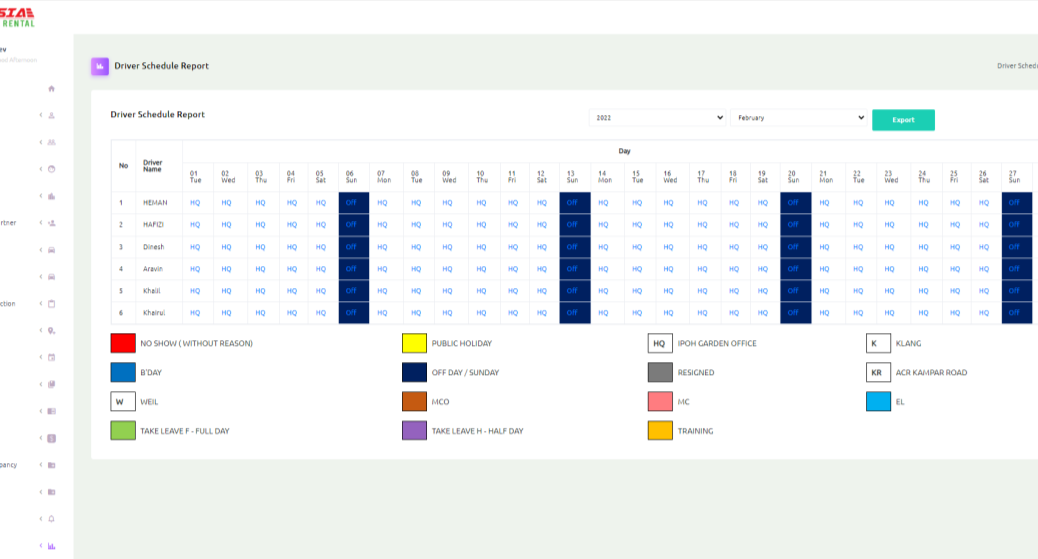 SIA
RENTAL
ev
Good Afternoon
Driver Schedule Report
Driver Sched
rtner
ction
pancy
Driver Schedule Report
2022
February
Export
No
Driver Name
Day
01 Tue 02 Wed 03 Thu 04 Fri 05 Sat 06 Sun 07 Mon 08 Tue 09 Wed 10 Thu 11 Fri 12 Sat 13 Sun 14 Mon 15 Tue 16 Wed 17 Thu 18 Fri 19 Sat 20 Sun 21 Mon 22 Tue 23 Wed 24 Thu 25 Fri 26 Sat 27 Sun
1 HEMAN HQ HQ HQ HQ HQ Off HQ HQ HQ HQ HQ HQ Off HQ HQ HQ HQ HQ HQ Off HQ HQ HQ HQ HQ HQ Off
2 HAFIZI HQ HQ HQ HQ HQ Off HQ HQ HQ HQ HQ HQ Off HQ HQ HQ HQ HQ HQ Off HQ HQ HQ HQ HQ HQ Off
3 Dinesh HQ HQ HQ HQ HQ Off HQ HQ HQ HQ HQ HQ Off HQ HQ HQ HQ HQ HQ Off HQ HQ HQ HQ HQ HQ Off
4 Aravin HQ HQ HQ HQ HQ Off HQ HQ HQ HQ HQ HQ Off HQ HQ HQ HQ HQ HQ Off HQ HQ HQ HQ HQ HQ Off
5 Khalil HQ HQ HQ HQ HQ Off HQ HQ HQ HQ HQ HQ Off HQ HQ HQ HQ HQ HQ Off HQ HQ HQ HQ HQ HQ Off
6 Khairul HQ HQ HQ HQ HQ Off HQ HQ HQ HQ HQ HQ Off HQ HQ HQ HQ HQ HQ Off HQ HQ HQ HQ HQ HQ Off
NO SHOW ( WITHOUT REASON) PUBLIC HOLIDAY HQ IPOH GARDEN OFFICE K KLANG
B'DAY OFF DAY / SUNDAY RESIGNED KR ACR KAMPAR ROAD
W WEIL MCO MC EL
TAKE LEAVE F - FULL DAY TAKE LEAVE H - HALF DAY TRAINING